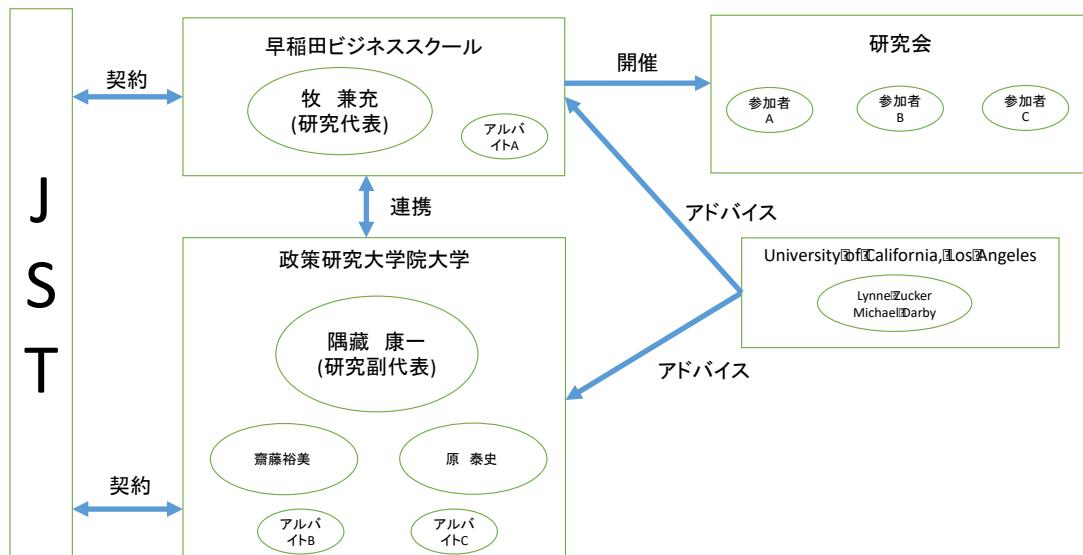 J
S
T
契約
契約
早稲田ビジネススクール
牧　兼充
(研究代表)
アルバ
イトA
連携
政策研究大学院大学
隅藏　康一
(研究副代表)
齋藤裕美
原　泰史
アルバ
イトB
アルバ
イトC
開催
研究会
参加者
A
参加者
B
参加者
C
アドバイス
アドバイス
University of California, Los Angeles
Lynne Zucker
Michael Darby